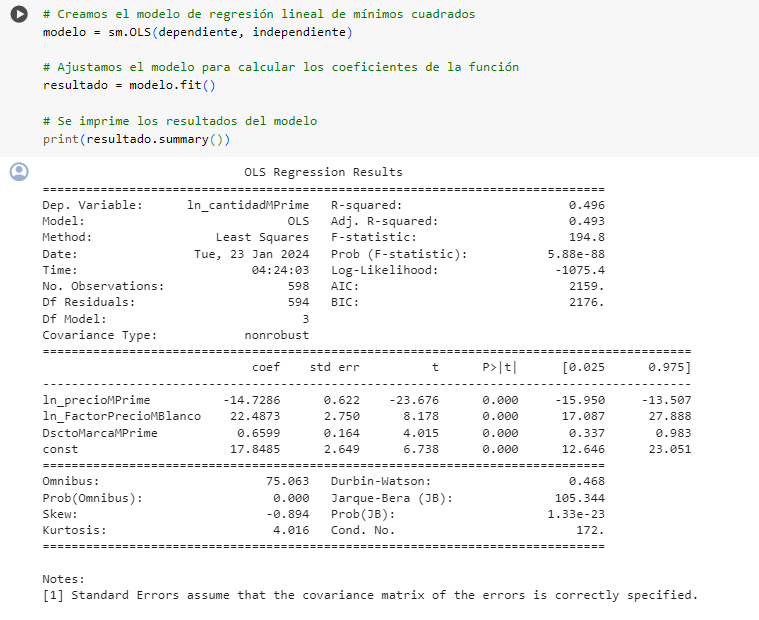 # Creamos el modelo de regresión lineal de mínimos cuadrados
modelo = sm.OLS(dependiente, independiente)

# Ajustamos el modelo para calcular los coeficientes de la función
resultado = modelo.fit()

# Se imprime los resultados del modelo
print(resultado.summary())
                            OLS Regression Results
==============================================================================
Dep. Variable:      ln_cantidadMPrime   R-squared:                       0.496
Model:                            OLS   Adj. R-squared:                  0.493
Method:                 Least Squares   F-statistic:                     194.8
Date:                Tue, 23 Jan 2024   Prob (F-statistic):           5.88e-88
Time:                        04:24:03   Log-Likelihood:                -1075.4
No. Observations:                 598   AIC:                             2159.
Df Residuals:                     594   BIC:                             2176.
Df Model:                           3
Covariance Type:            nonrobust
==========================================================================================
                             coef    std err          t      P>|t|      [0.025      0.975]
------------------------------------------------------------------------------------------
ln_precioMPrime          -14.7286      0.622    -23.676      0.000     -15.950     -13.507
ln_FactorPrecioMBlanco    22.4873      2.750      8.178      0.000      17.087      27.888
DsctoMarcaMPrime           0.6599      0.164      4.015      0.000       0.337       0.983
const                     17.8485      2.649      6.738      0.000      12.646      23.051
==============================================================================
Omnibus:                       75.063   Durbin-Watson:                   0.468
Prob(Omnibus):                  0.000   Jarque-Bera (JB):              105.344
Skew:                          -0.894   Prob(JB):                     1.33e-23
Kurtosis:                       4.016   Cond. No.                         172.
==============================================================================

Notes:
[1] Standard Errors assume that the covariance matrix of the errors is correctly specified.